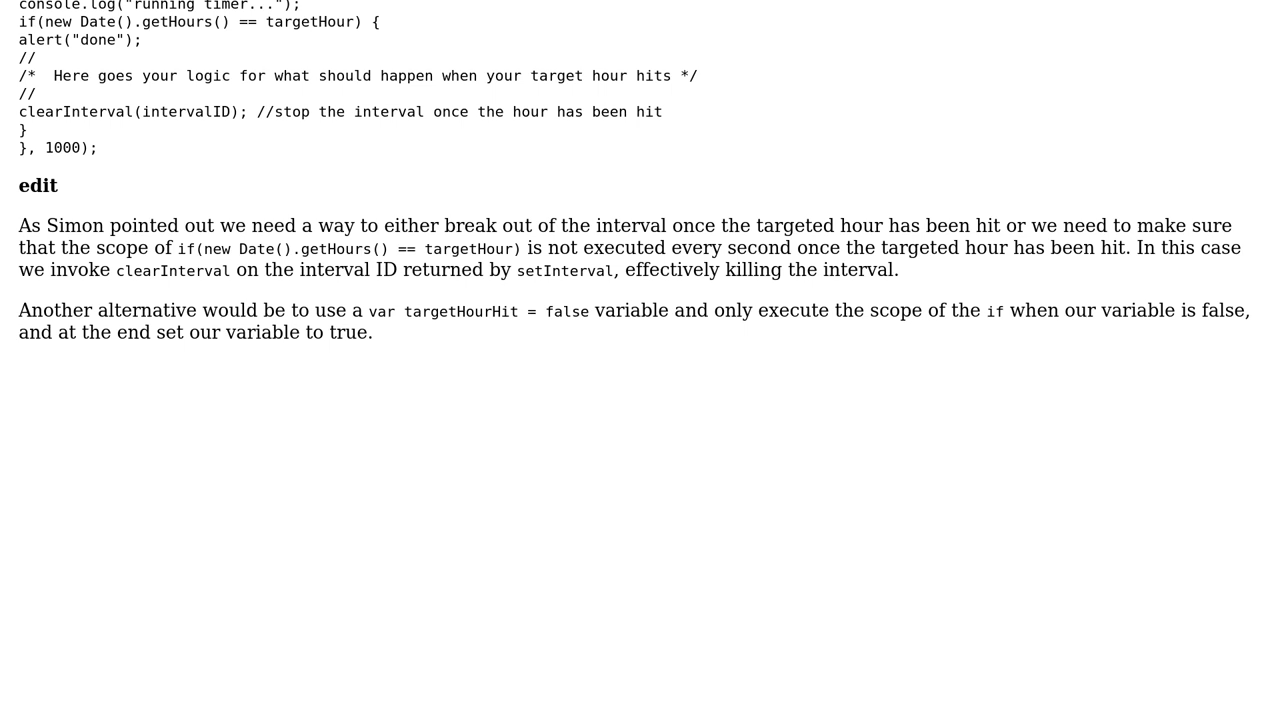 console.log("running timer...");
if(new Date().getHours() == targetHour) {
alert("done");
//
/*  Here goes your logic for what should happen when your target hour hits */
//
clearInterval(intervalID); //stop the interval once the hour has been hit
}
}, 1000);
edit
As Simon pointed out we need a way to either break out of the interval once the targeted hour has been hit or we need to make sure
that the scope of if(new Date().getHours() == targetHour) is not executed every second once the targeted hour has been hit. In this case
we invoke clearInterval on the interval ID returned by setInterval, effectively killing the interval.
Another alternative would be to use a var targetHourHit = false variable and only execute the scope of the if when our variable is false,
and at the end set our variable to true.